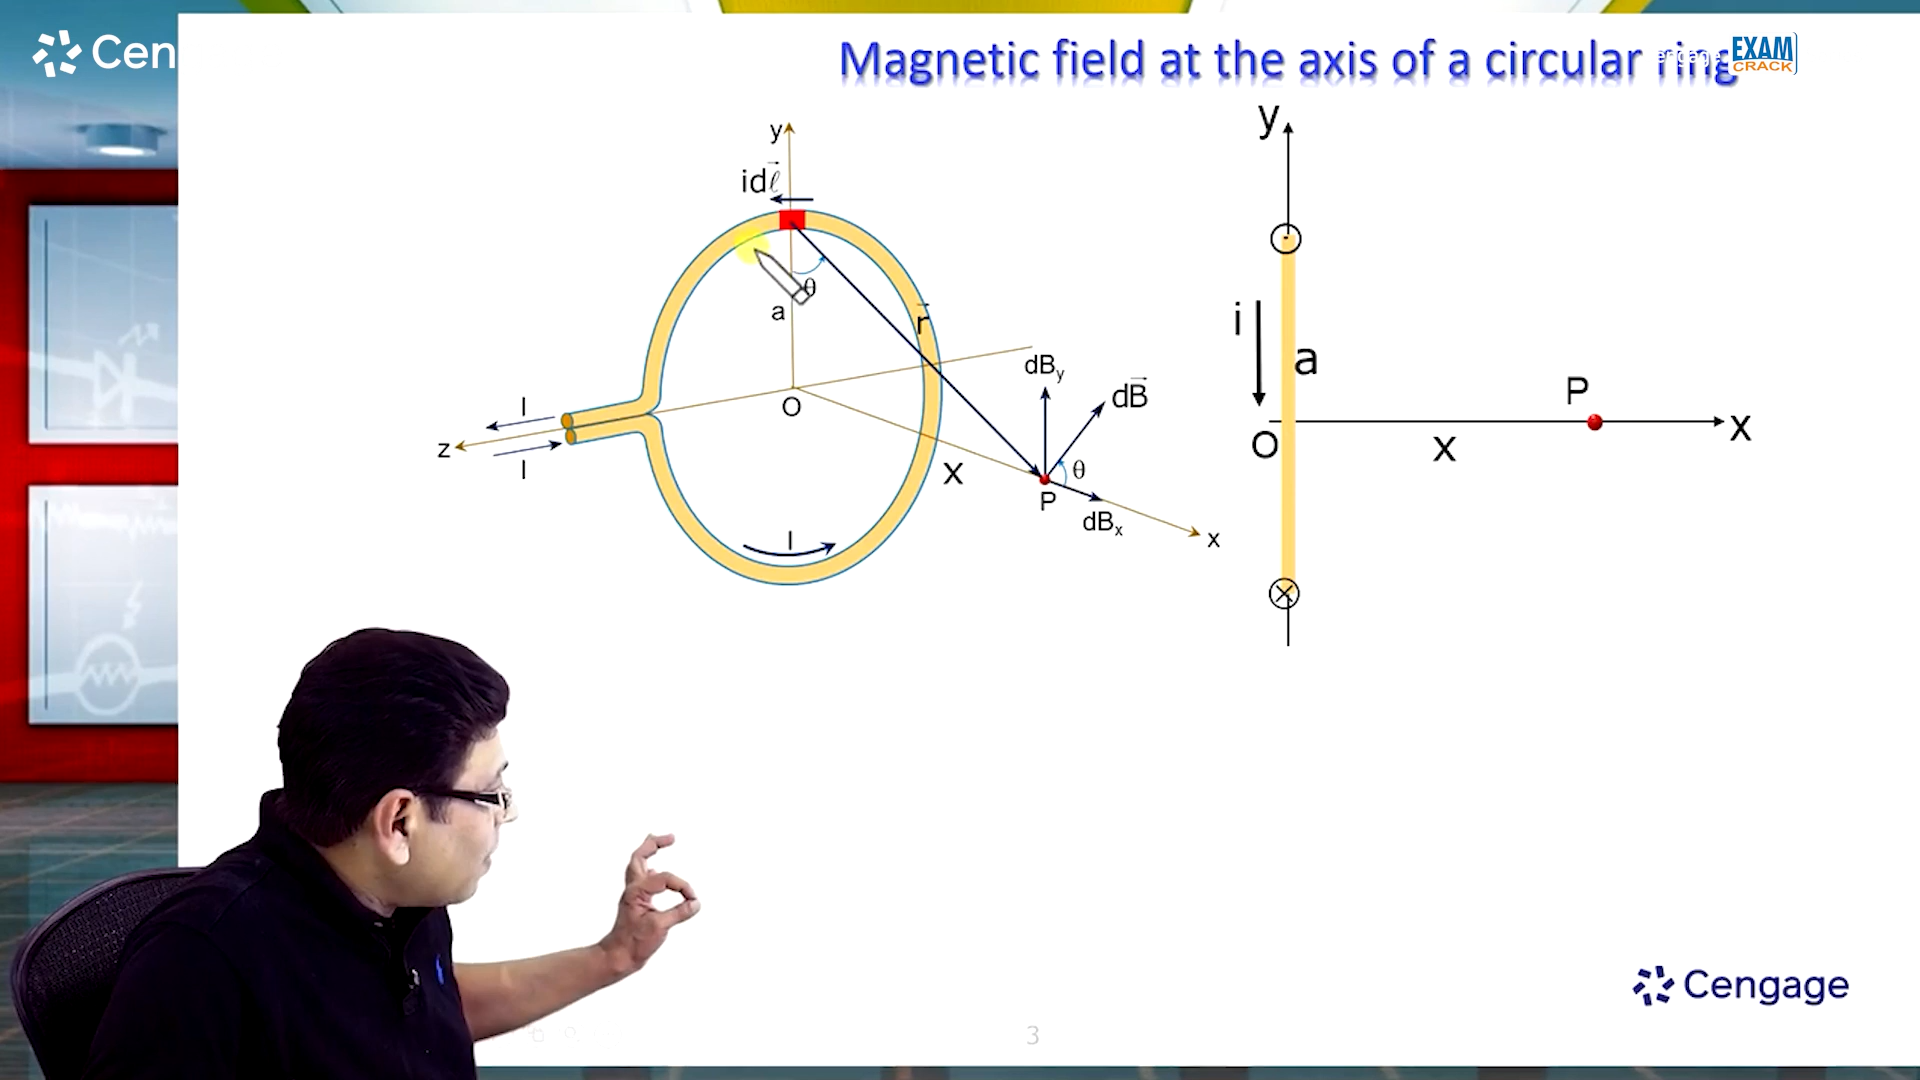 Cen
Magnetic field at the axis of a circular ring
EXAM
CRACK
y
idℓ⃗
θ
a
r⃗
O
I
z
I
x
I
dBy
dB⃗
θ
P
dBx
x
y
i
a
P
O
x
x
Cengage
3